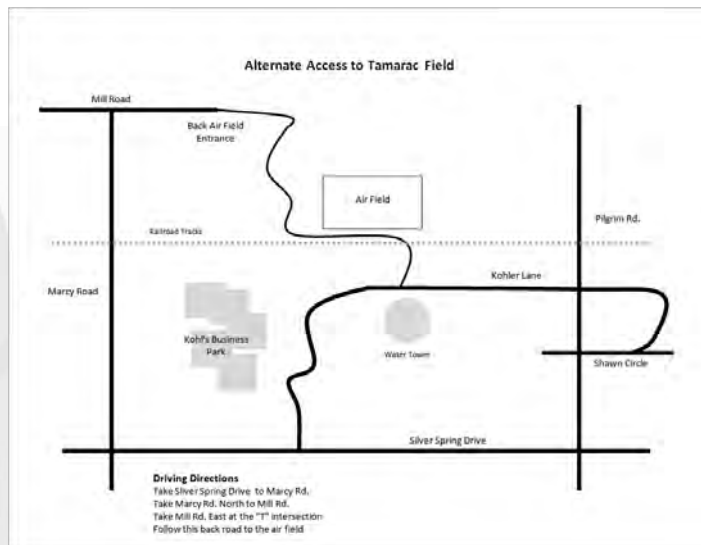 Alternate Access to Tamarac Field
Mill Road
Back Air Field
Entrance
Air Field
Pilgrim Rd.
Railroad Tracks
Marcy Road
Kohler Lane
Kohl's Business
Park
Water Tower
Shawn Circle
Silver Spring Drive
Driving Directions
Take Silver Spring Drive to Marcy Rd.
Take Marcy Rd. North to Mill Rd.
Take Mill Rd. East at the "T" intersection
Follow this back road to the air field